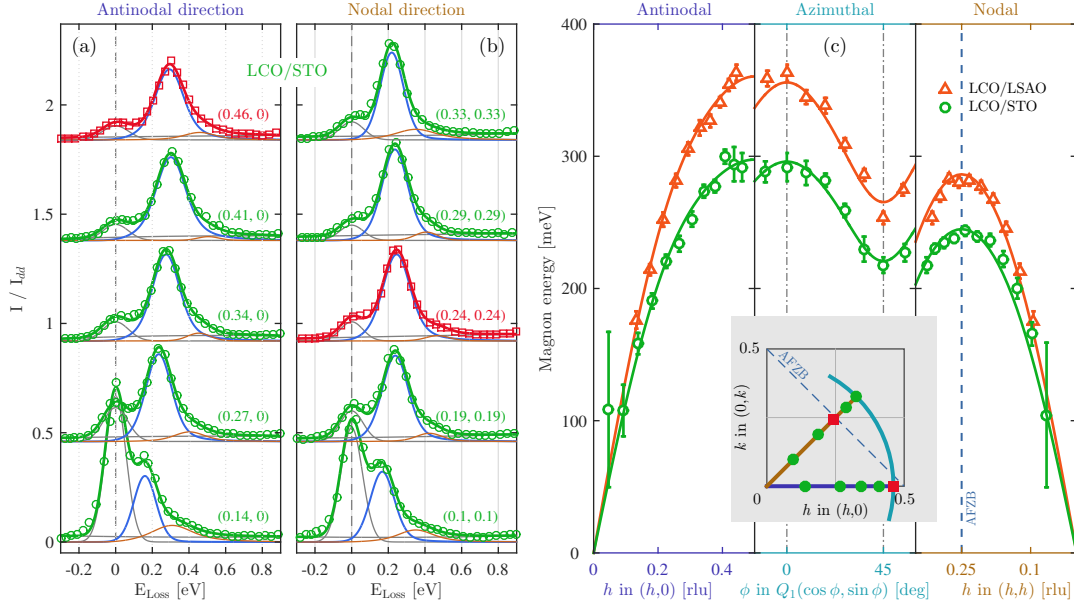 Antinodal direction
Nodal direction
Antinodal
Azimuthal
Nodal
(a)
(b)
(c)
LCO/STO
(0.46, 0)
(0.41, 0)
(0.34, 0)
(0.27, 0)
(0.14, 0)
(0.33, 0.33)
(0.29, 0.29)
(0.24, 0.24)
(0.19, 0.19)
(0.1, 0.1)
I / I_dd
2
1.5
1
0.5
0
-0.2 0 0.2 0.4 0.6 0.8
E_Loss [eV]
-0.2 0 0.2 0.4 0.6 0.8
E_Loss [eV]
Magnon energy [meV]
400
300
200
100
0
LCO/LSAO
LCO/STO
0.5
k in (0,k)
AFZB
0
0.5
h in (h,0)
AFZB
0.2 0.4
h in (h,0) [rlu]
0 45
ϕ in Q₁(cos ϕ, sin ϕ) [deg]
0.25 0.1
h in (h,h) [rlu]